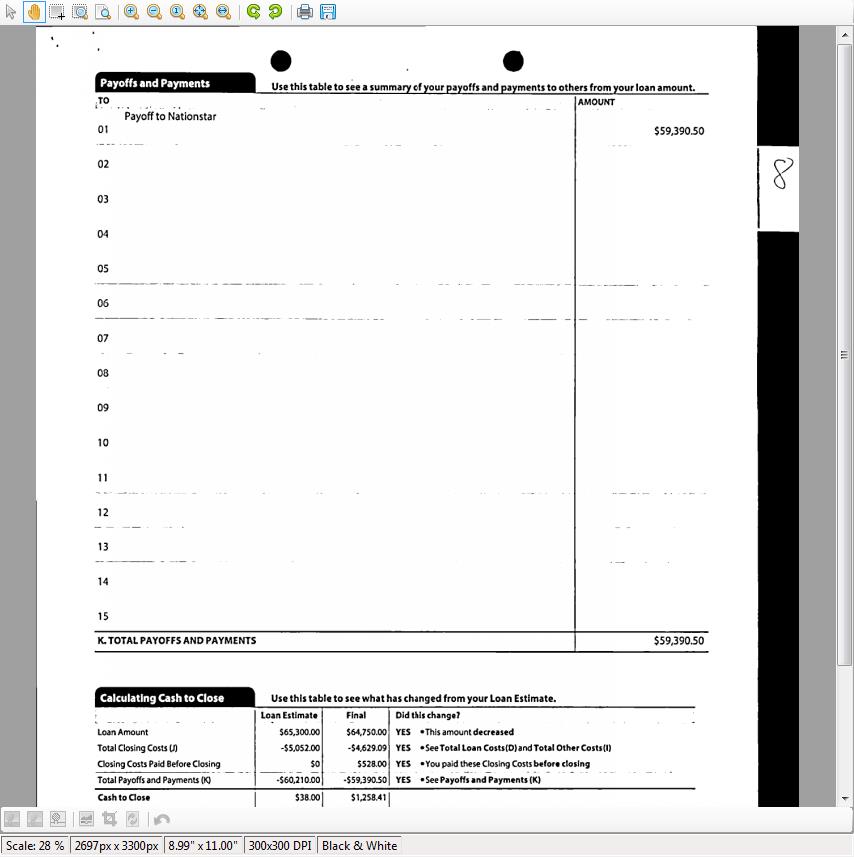 Payoffs and Payments Use this table to see a summary of your payoffs and payments to others from your loan amount.
TO AMOUNT
Payoff to Nationstar
01 $59,390.50
02
8
03
04
05
06
07
08
09
10
11
12
13
14
15
K. TOTAL PAYOFFS AND PAYMENTS $59,390.50
Calculating Cash to Close Use this table to see what has changed from your Loan Estimate.
Loan Estimate Final Did this change?
Loan Amount $65,300.00 $64,750.00 YES •This amount decreased
Total Closing Costs (J) -$5,052.00 -$4,629.09 YES •See Total Loan Costs(D) and Total Other Costs(I)
Closing Costs Paid Before Closing $0 $528.00 YES •You paid these Closing Costs before closing
Total Payoffs and Payments (K) -$60,210.00 -$59,390.50 YES •See Payoffs and Payments (K)
Cash to Close $38.00 $1,258.41
Scale: 28 % 2697px x 3300px 8.99" x 11.00" 300x300 DPI Black & White